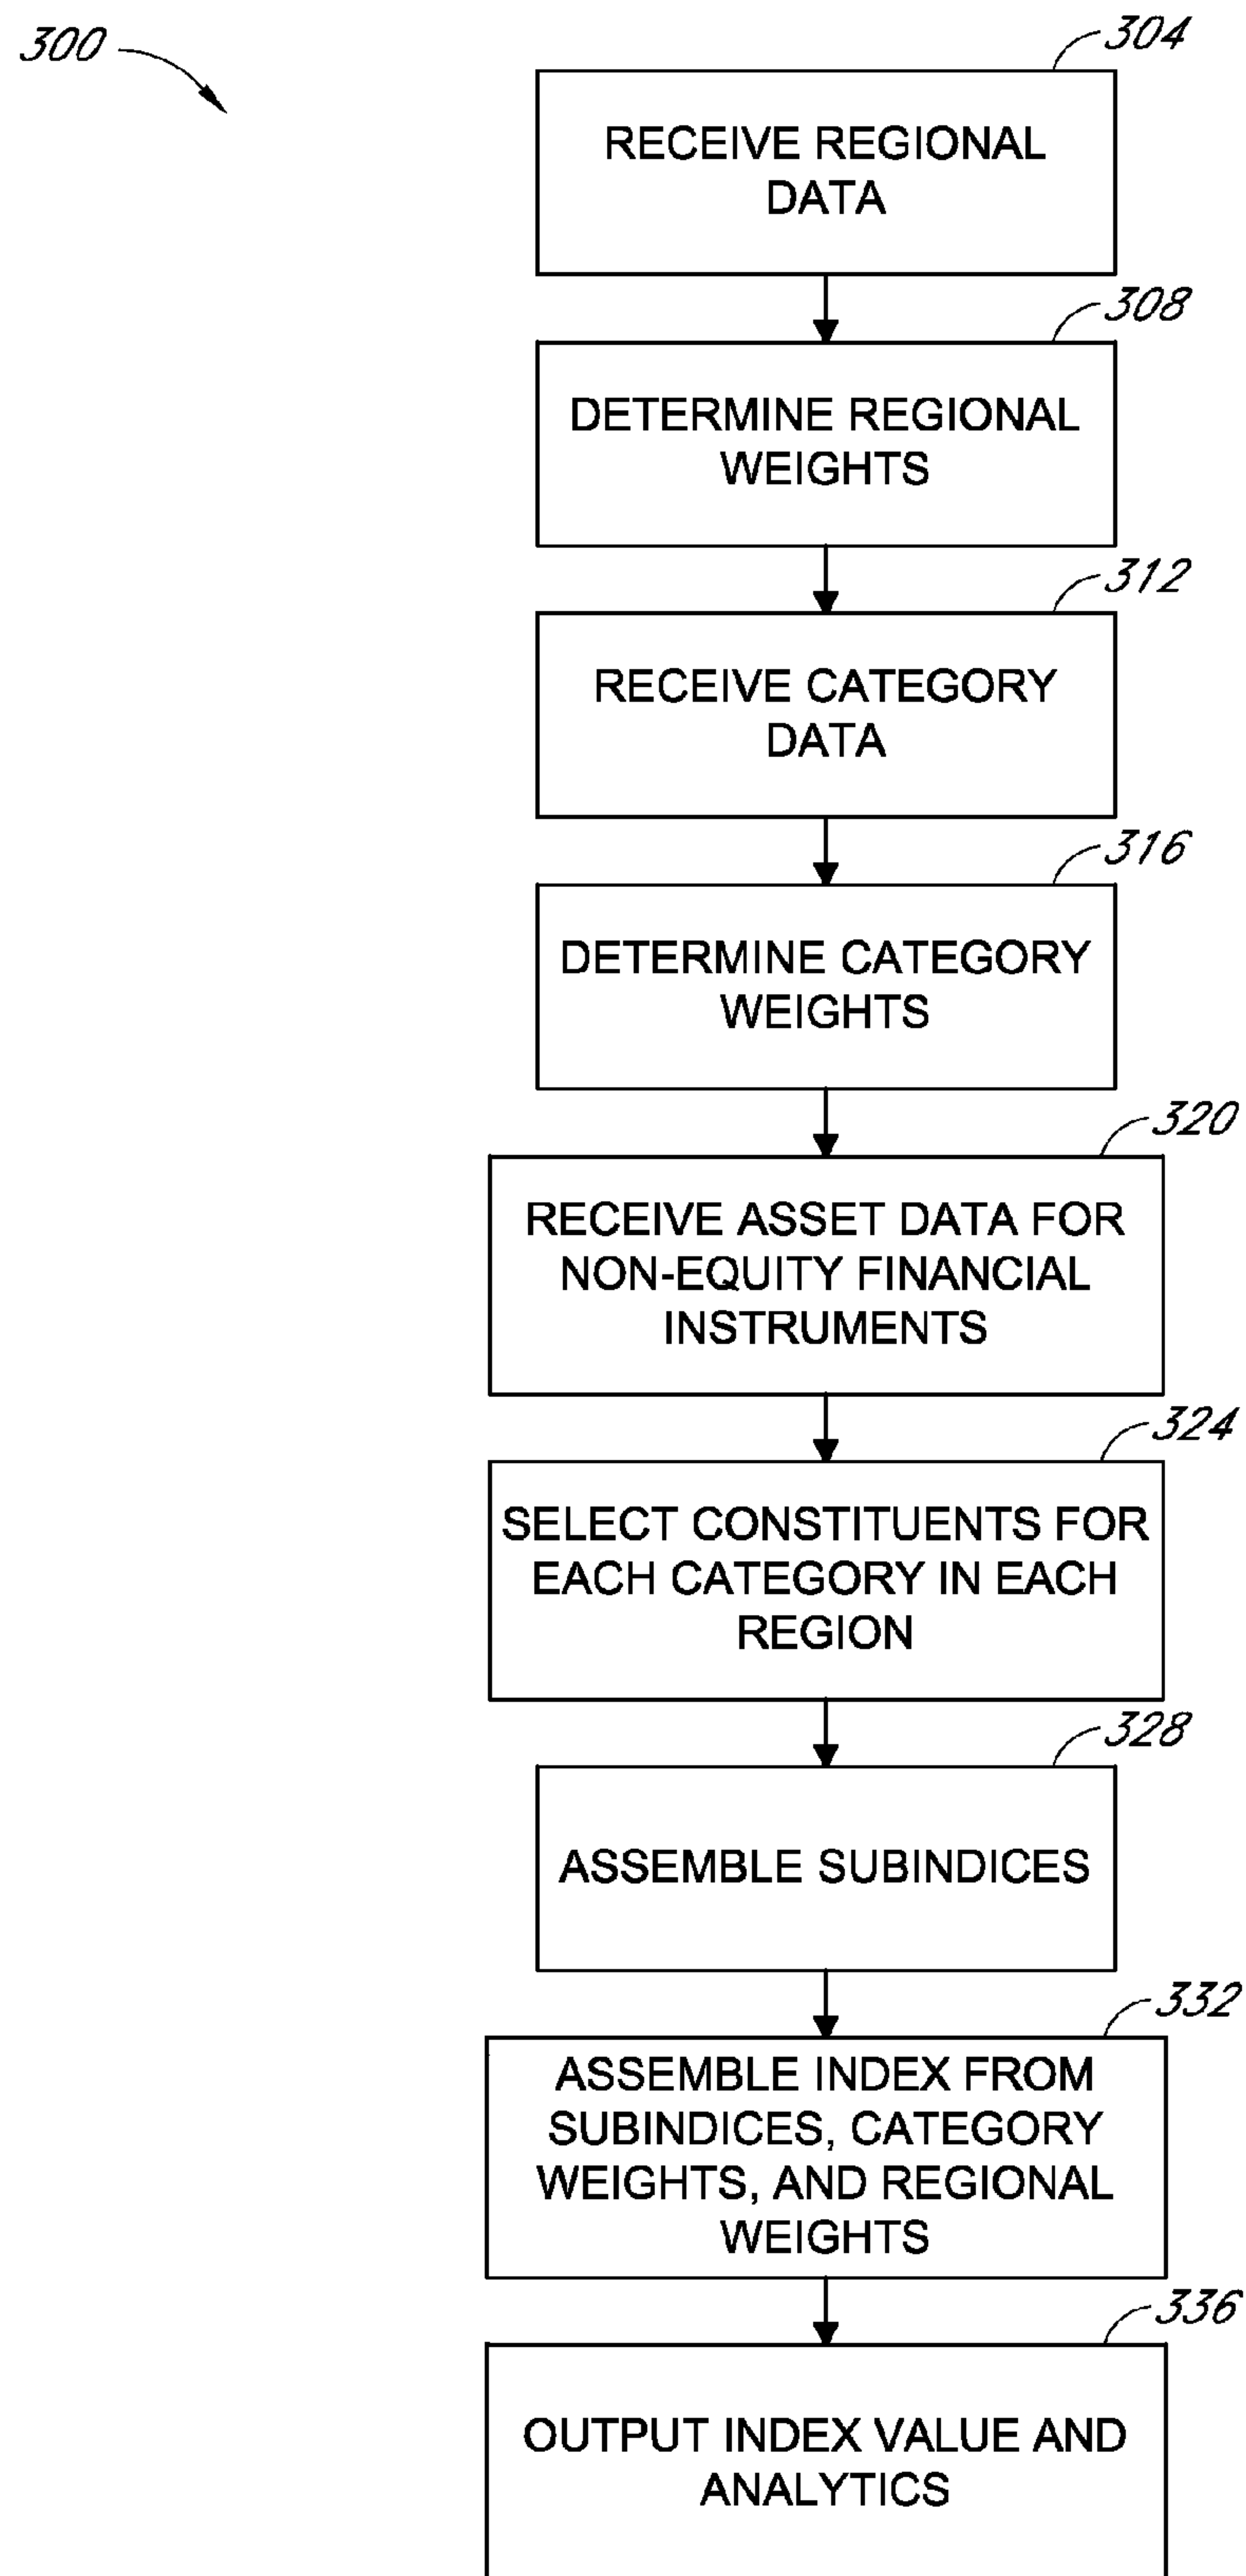 300
304
RECEIVE REGIONAL
DATA
308
DETERMINE REGIONAL
WEIGHTS
312
RECEIVE CATEGORY
DATA
316
DETERMINE CATEGORY
WEIGHTS
320
RECEIVE ASSET DATA FOR
NON-EQUITY FINANCIAL
INSTRUMENTS
324
SELECT CONSTITUENTS FOR
EACH CATEGORY IN EACH
REGION
328
ASSEMBLE SUBINDICES
332
ASSEMBLE INDEX FROM
SUBINDICES, CATEGORY
WEIGHTS, AND REGIONAL
WEIGHTS
336
OUTPUT INDEX VALUE AND
ANALYTICS